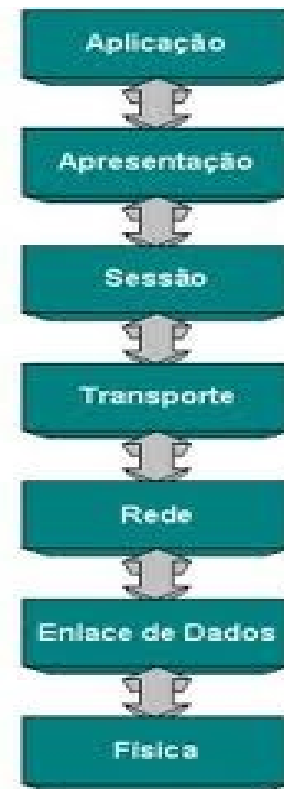 Aplicação
Apresentação
Sessão
Transporte
Rede
Enlace de Dados
Física